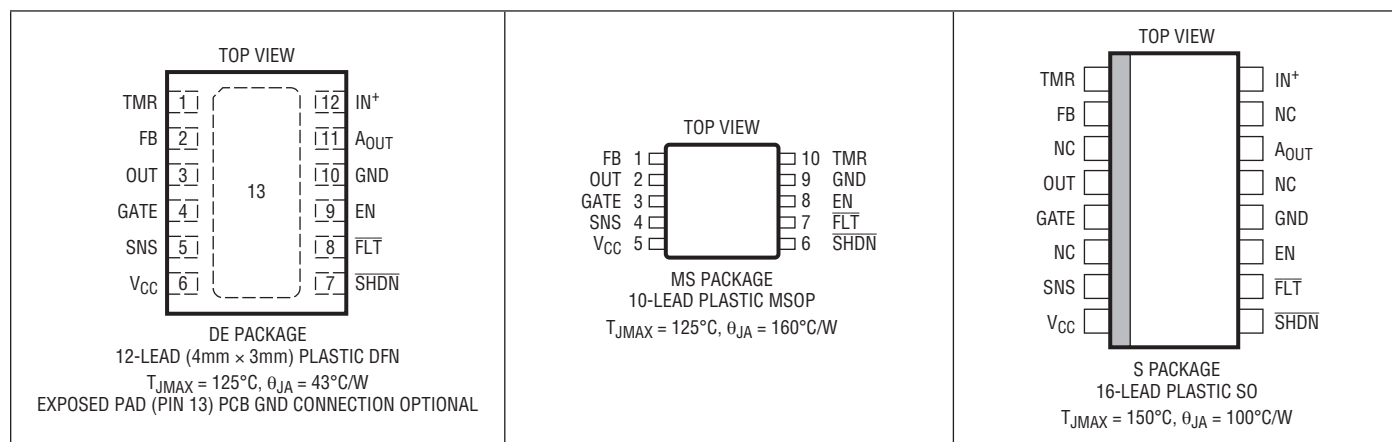 TOP VIEW
TMR 1 12 IN+
FB 2 11 AOUT
OUT 3 10 GND
13
GATE 4 9 EN
SNS 5 8 FLT
VCC 6 7 SHDN
DE PACKAGE
12-LEAD (4mm × 3mm) PLASTIC DFN
TJMAX = 125°C, θJA = 43°C/W
EXPOSED PAD (PIN 13) PCB GND CONNECTION OPTIONAL
TOP VIEW
FB 1 10 TMR
OUT 2 9 GND
GATE 3 8 EN
SNS 4 7 FLT
VCC 5 6 SHDN
MS PACKAGE
10-LEAD PLASTIC MSOP
TJMAX = 125°C, θJA = 160°C/W
TOP VIEW
TMR IN+
FB NC
NC AOUT
OUT NC
GATE GND
NC EN
SNS FLT
VCC SHDN
S PACKAGE
16-LEAD PLASTIC SO
TJMAX = 150°C, θJA = 100°C/W